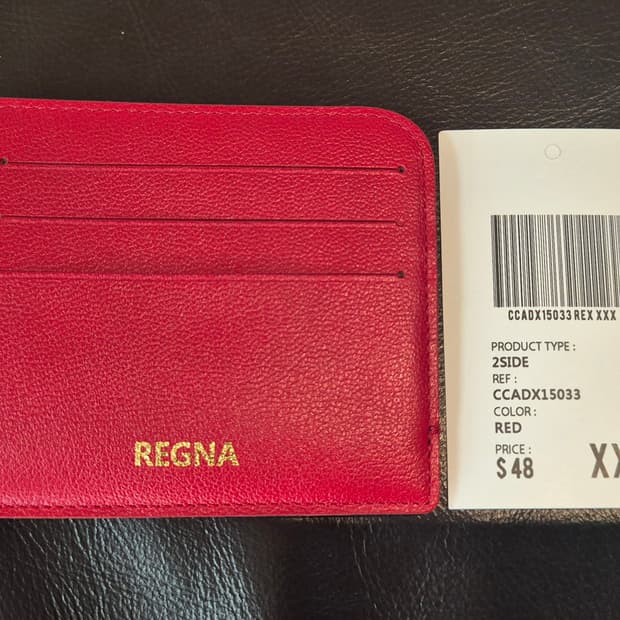 REGNA
CCADX15033 REX XXX
PRODUCT TYPE :
2SIDE
REF :
CCADX15033
COLOR :
RED
PRICE :
$ 48
XX